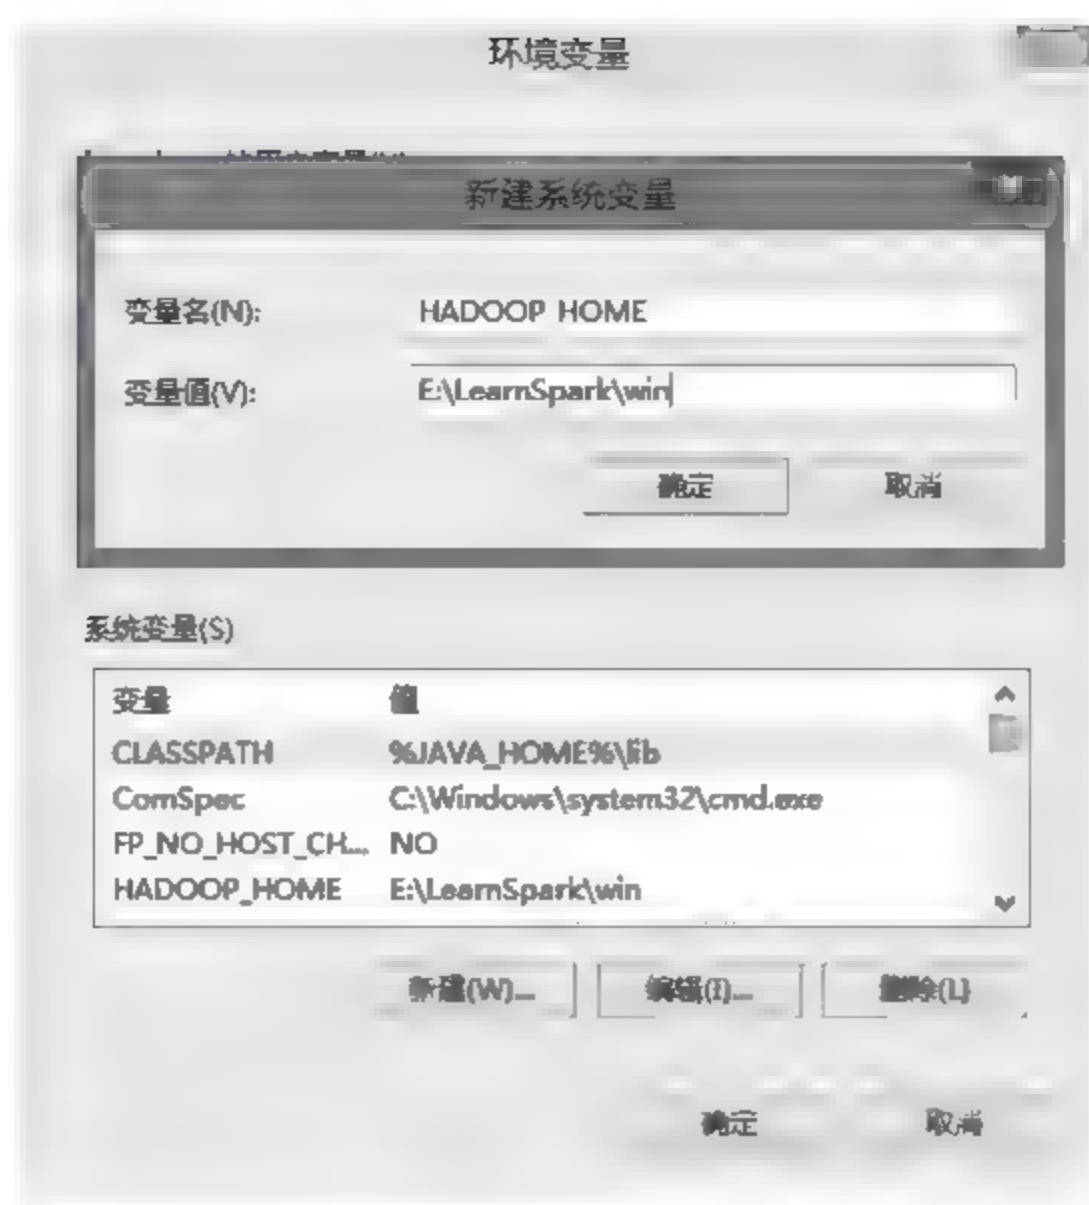 环境变量
新建系统变量
变量名(N): HADOOP HOME
变量值(V): E:\LearnSpark\win
确定 取消
系统变量(S)
变量 值
CLASSPATH %JAVA_HOME%\lib
ComSpec C:\Windows\system32\cmd.exe
FP_NO_HOST_CH... NO
HADOOP_HOME E:\LearnSpark\win
新建(W)... 编辑(I)... 删除(L)
确定 取消